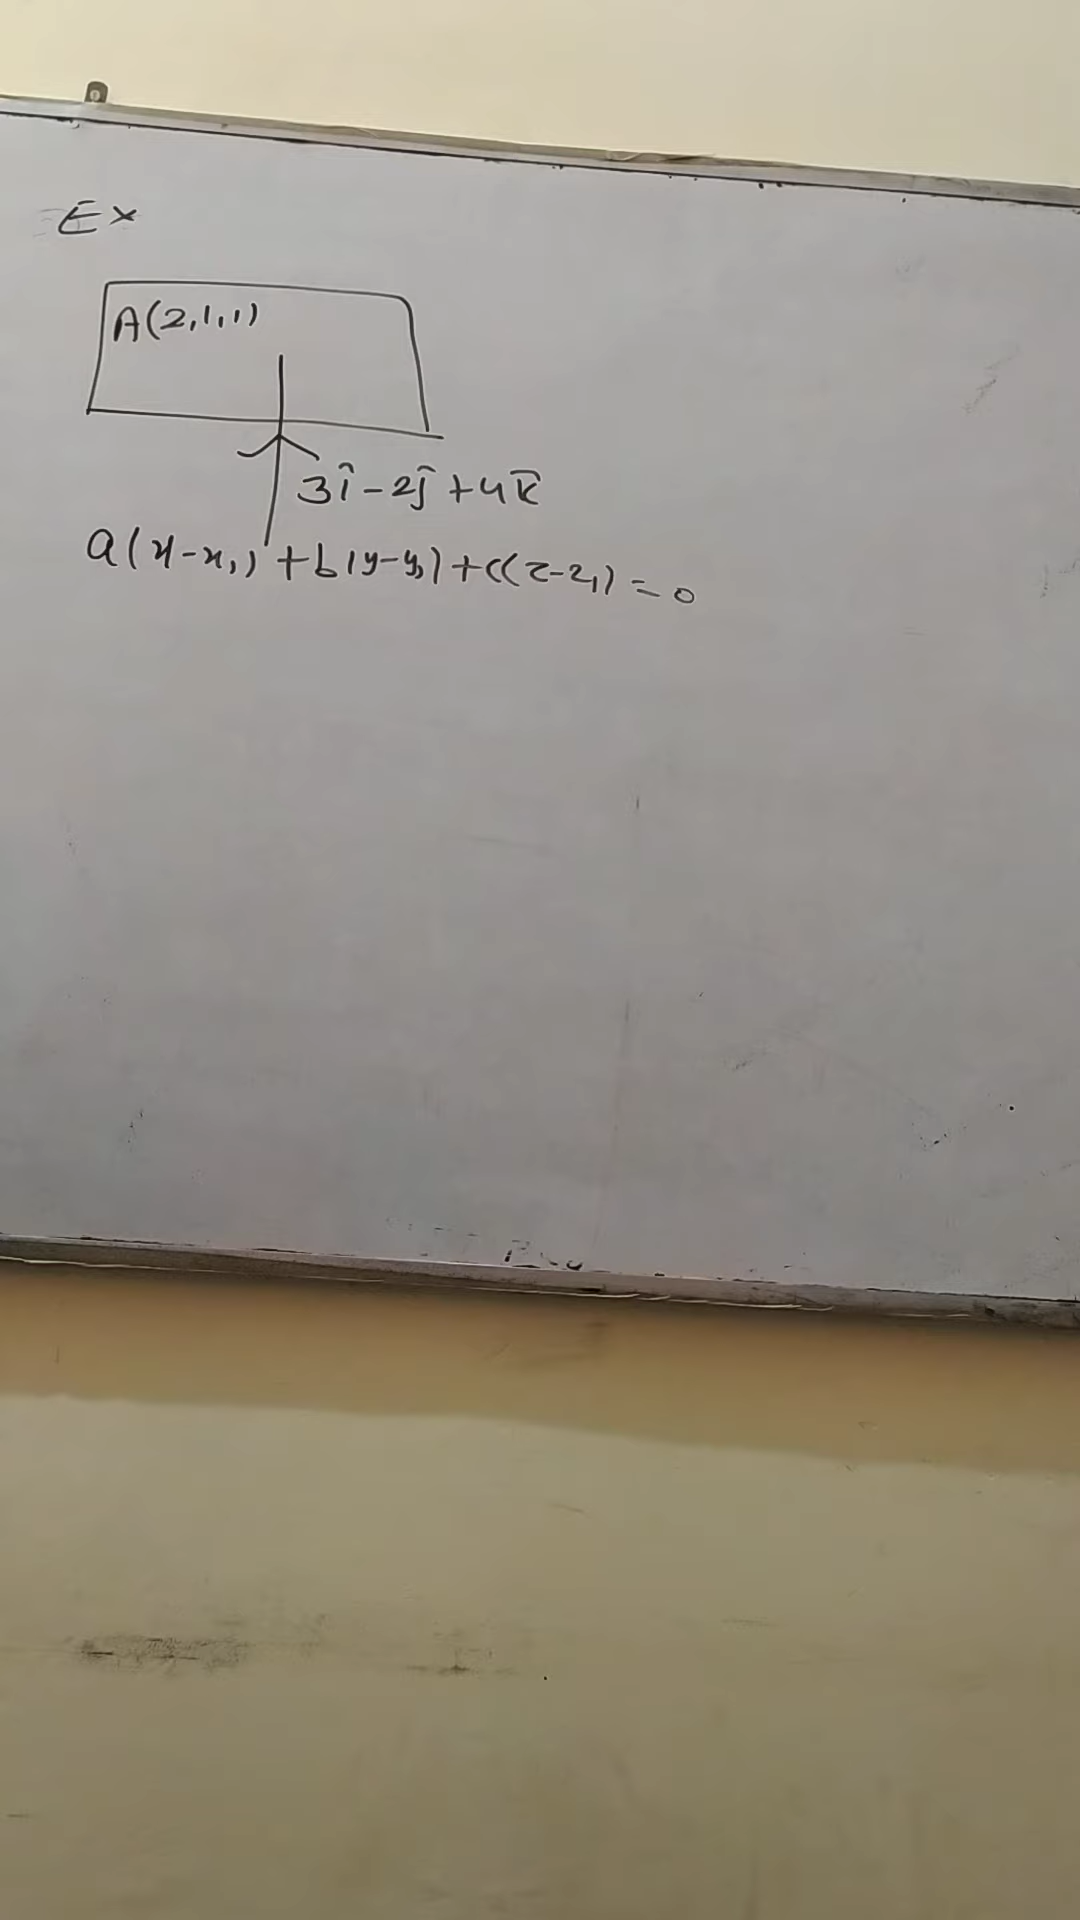 Ex
A(2,1,1)
3î-2ĵ+4k̄
a(x-x₁)+b(y-y₁)+c(z-z₁)=0